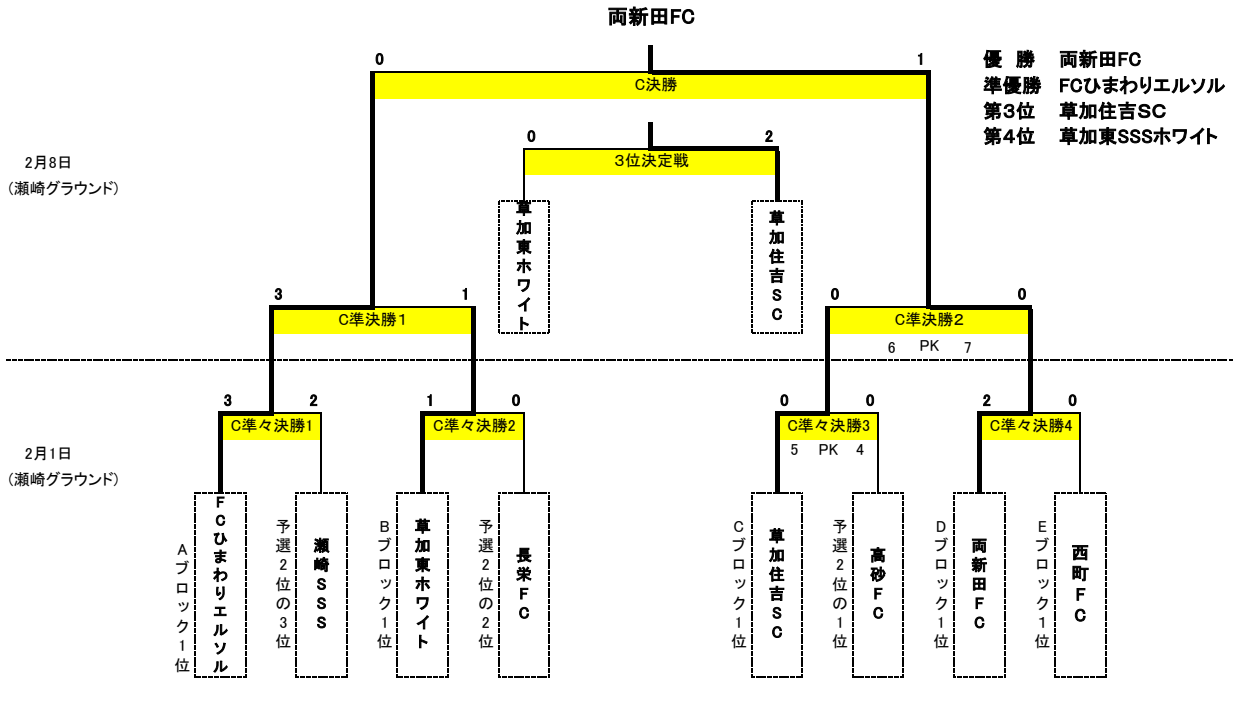 両新田FC
0 1
C決勝
優　勝　両新田FC
準優勝　FCひまわりエルソル
第３位　草加住吉ＳＣ
第４位　草加東SSSホワイト
0 2
３位決定戦
2月8日
（瀬崎グラウンド）
草加東ホワイト
草加住吉SC
3 1
C準決勝１
0 0
C準決勝２
6 PK 7
3 2
C準々決勝1
1 0
C準々決勝2
0 0
C準々決勝3
5 PK 4
2 0
C準々決勝4
2月1日
（瀬崎グラウンド）
Aブロック1位
FCひまわりエルソル
予選2位の3位
瀬崎SSS
Bブロック1位
草加東ホワイト
予選2位の2位
長栄FC
Cブロック1位
草加住吉SC
予選2位の1位
高砂FC
Dブロック1位
両新田FC
Eブロック1位
西町FC